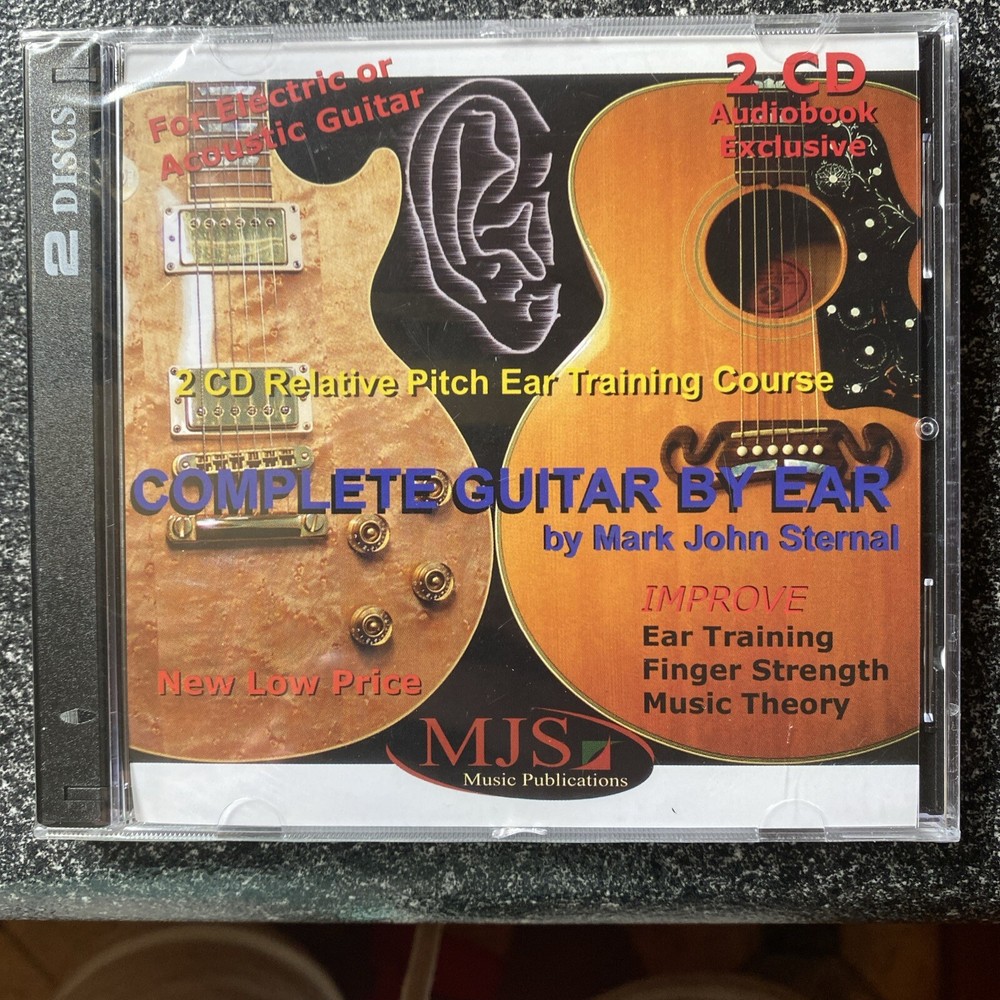 2 DISCS
For Electric or
Acoustic Guitar
2 CD
Audiobook
Exclusive
2 CD Relative Pitch Ear Training Course
COMPLETE GUITAR BY EAR
by Mark John Sternal
IMPROVE
Ear Training
Finger Strength
Music Theory
New Low Price
MJS
Music Publications